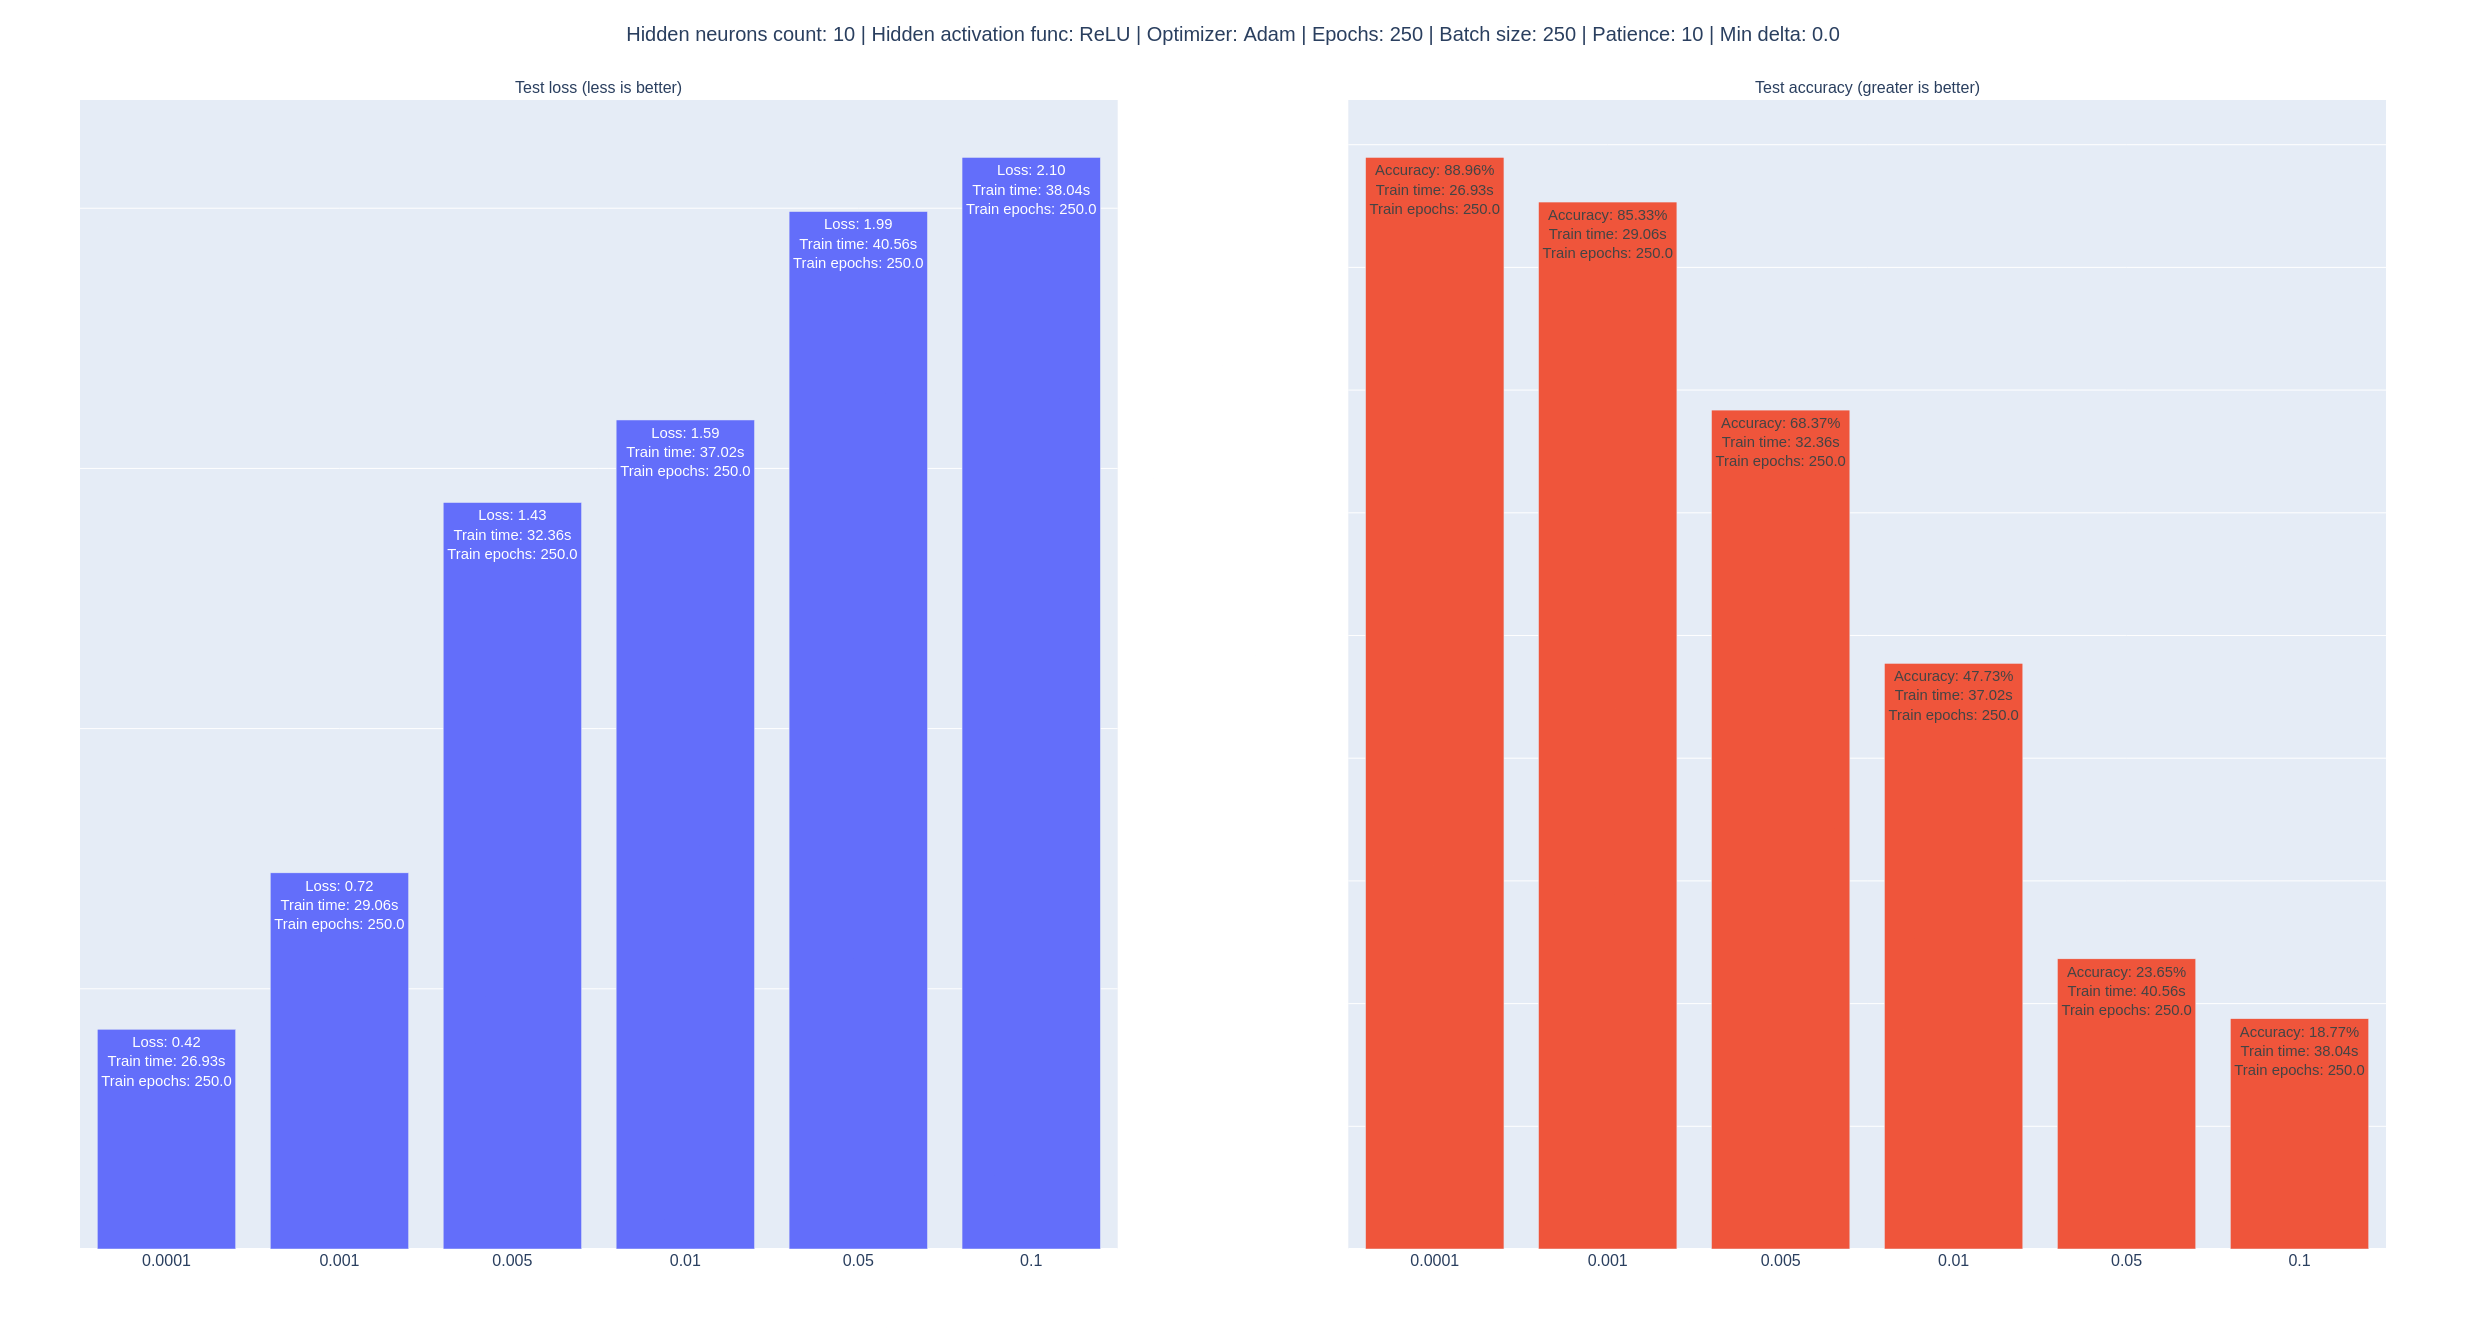 Hidden neurons count: 10 | Hidden activation func: ReLU | Optimizer: Adam | Epochs: 250 | Batch size: 250 | Patience: 10 | Min delta: 0.0
Test loss (less is better)
Loss: 0.42
Train time: 26.93s
Train epochs: 250.0
Loss: 0.72
Train time: 29.06s
Train epochs: 250.0
Loss: 1.43
Train time: 32.36s
Train epochs: 250.0
Loss: 1.59
Train time: 37.02s
Train epochs: 250.0
Loss: 1.99
Train time: 40.56s
Train epochs: 250.0
Loss: 2.10
Train time: 38.04s
Train epochs: 250.0
0.0001
0.001
0.005
0.01
0.05
0.1
Test accuracy (greater is better)
Accuracy: 88.96%
Train time: 26.93s
Train epochs: 250.0
Accuracy: 85.33%
Train time: 29.06s
Train epochs: 250.0
Accuracy: 68.37%
Train time: 32.36s
Train epochs: 250.0
Accuracy: 47.73%
Train time: 37.02s
Train epochs: 250.0
Accuracy: 23.65%
Train time: 40.56s
Train epochs: 250.0
Accuracy: 18.77%
Train time: 38.04s
Train epochs: 250.0
0.0001
0.001
0.005
0.01
0.05
0.1